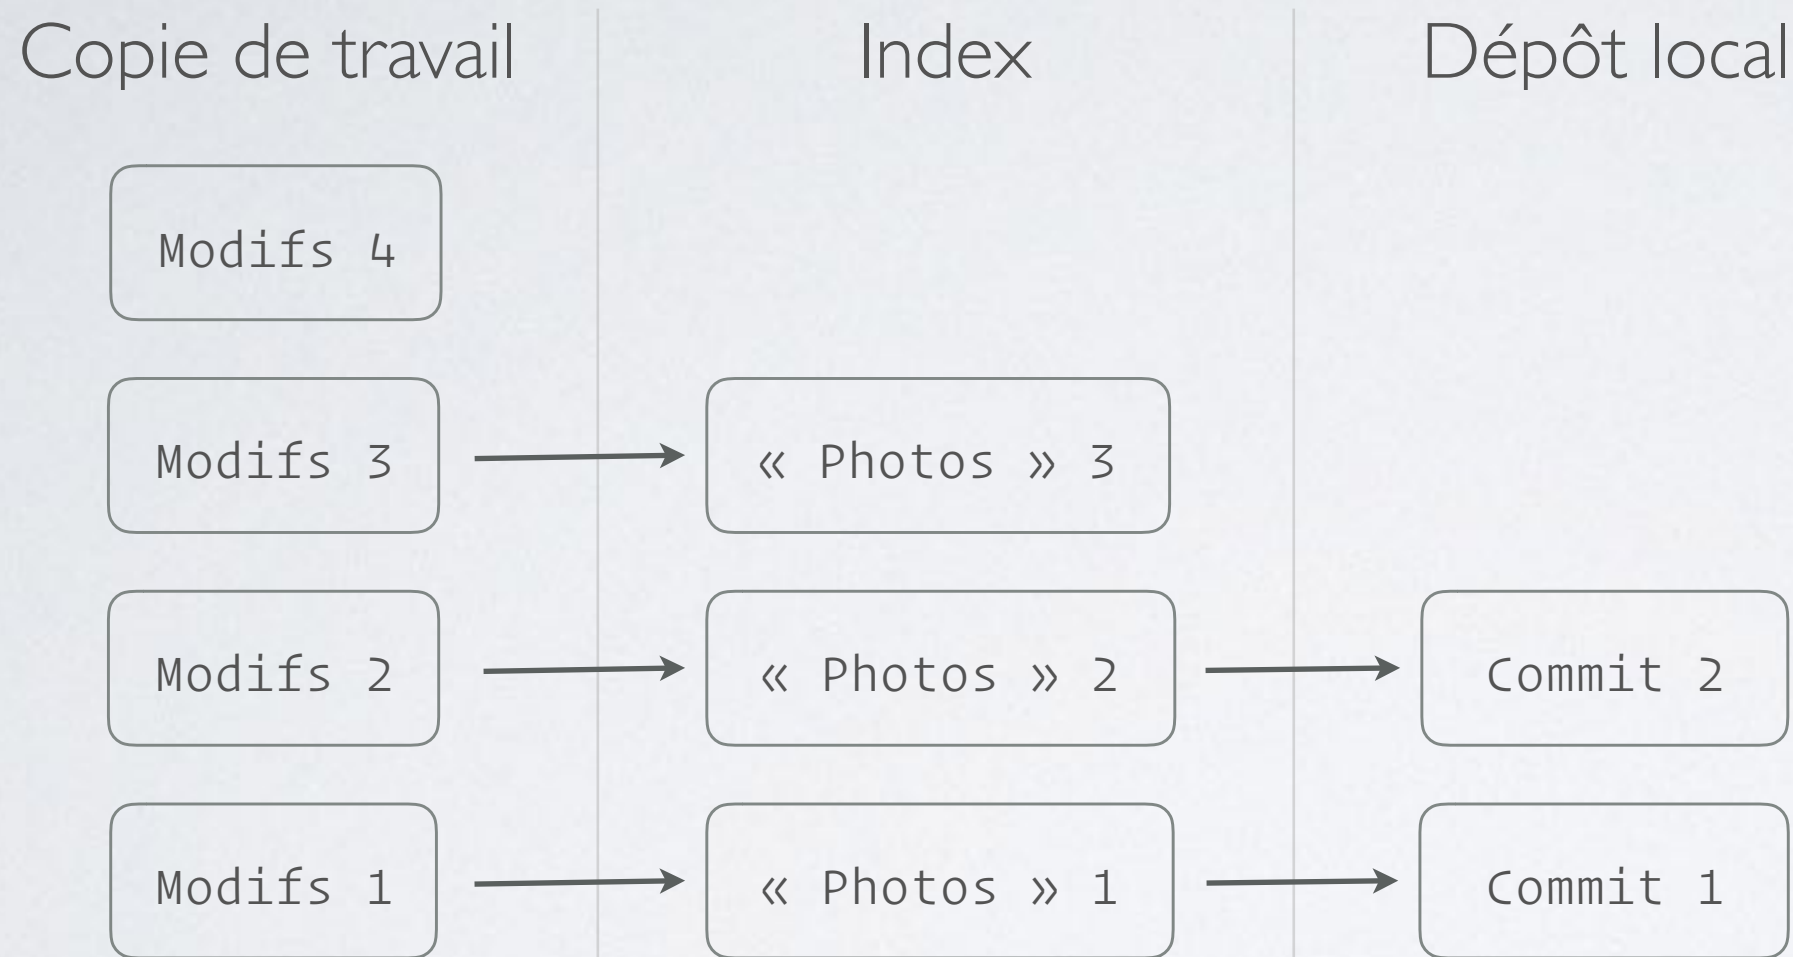 Copie de travail
Index
Dépôt local
Modifs 4
Modifs 3
« Photos » 3
Modifs 2
« Photos » 2
Commit 2
Modifs 1
« Photos » 1
Commit 1